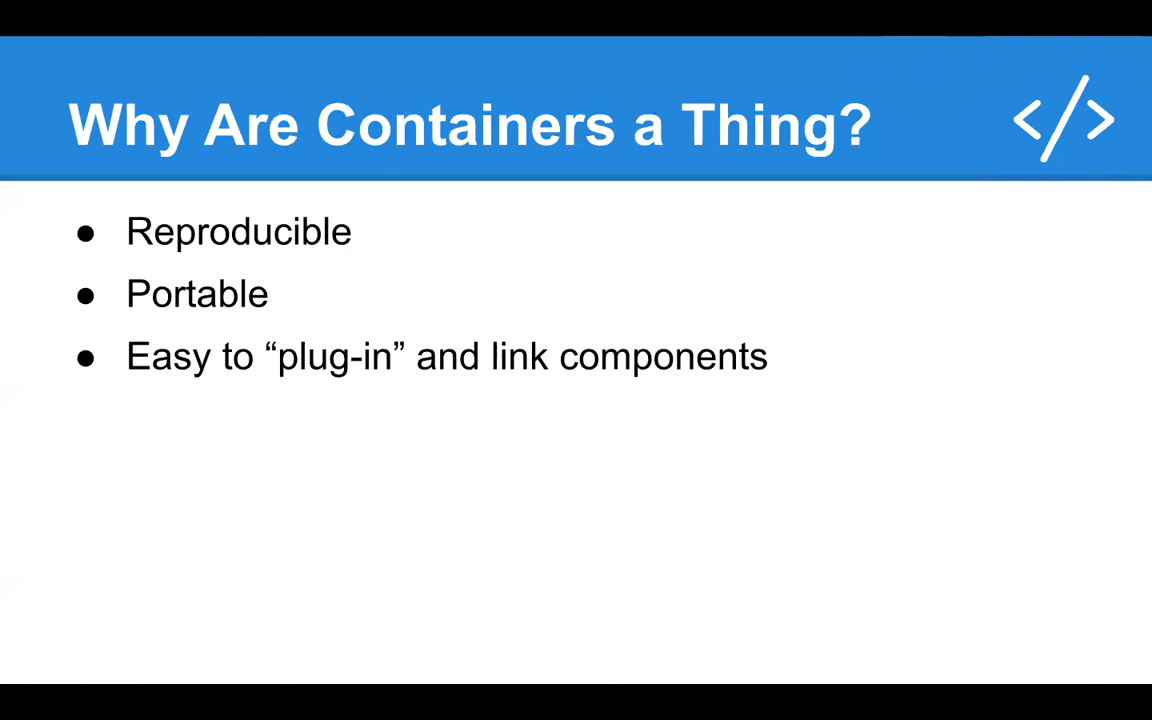 Why Are Containers a Thing?
</>
● Reproducible
● Portable
● Easy to “plug-in” and link components